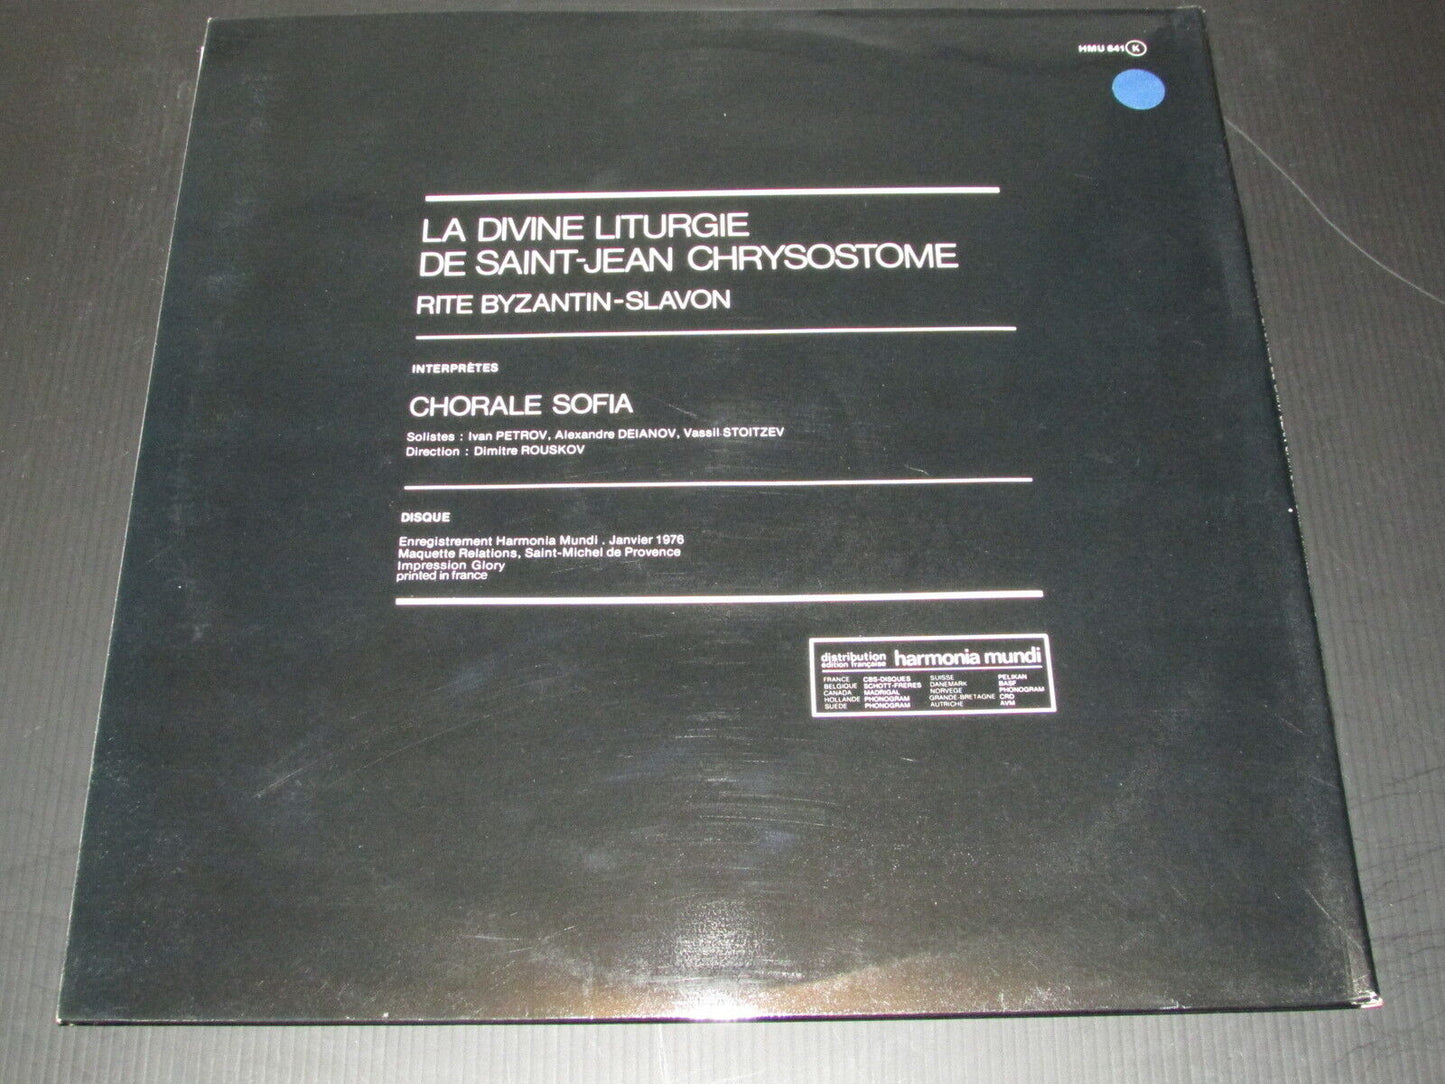 HMU 641 K
LA DIVINE LITURGIE
DE SAINT-JEAN CHRYSOSTOME
RITE BYZANTIN-SLAVON
INTERPRÈTES
CHORALE SOFIA
Solistes : Ivan PETROV, Alexandre DEIANOV, Vassil STOITZEV
Direction : Dimitre ROUSKOV
DISQUE
Enregistrement Harmonia Mundi . Janvier 1976
Maquette Relations, Saint-Michel de Provence
Impression Glory
printed in france
distribution harmonia mundi
édition française
FRANCE CBS-DISQUES SUISSE PELIKAN
BELGIQUE SCHOTT-FRERES DANEMARK BASF
CANADA MADRIGAL NORVEGE PHONOGRAM
HOLLANDE PHONOGRAM GRANDE-BRETAGNE CRD
SUEDE PHONOGRAM AUTRICHE AVM